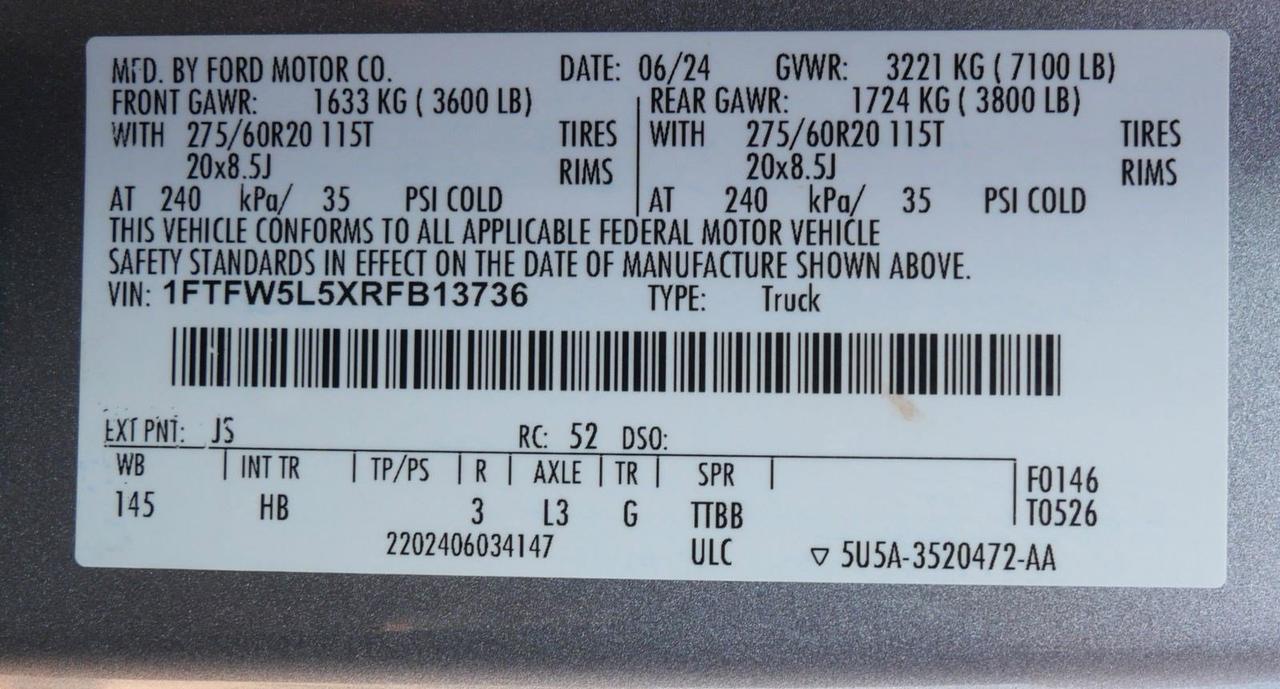 MFD. BY FORD MOTOR CO. DATE: 06/24 GVWR: 3221 KG ( 7100 LB)
FRONT GAWR: 1633 KG ( 3600 LB) REAR GAWR: 1724 KG ( 3800 LB)
WITH 275/60R20 115T TIRES WITH 275/60R20 115T TIRES
20x8.5J RIMS 20x8.5J RIMS
AT 240 kPa/ 35 PSI COLD AT 240 kPa/ 35 PSI COLD
THIS VEHICLE CONFORMS TO ALL APPLICABLE FEDERAL MOTOR VEHICLE
SAFETY STANDARDS IN EFFECT ON THE DATE OF MANUFACTURE SHOWN ABOVE.
VIN: 1FTFW5L5XRFB13736 TYPE: Truck
EXT PNT: JS RC: 52 DSO:
WB INT TR TP/PS R AXLE TR SPR F0146
145 HB 3 L3 G TTBB T0526
2202406034147 ULC ▽ 5U5A-3520472-AA